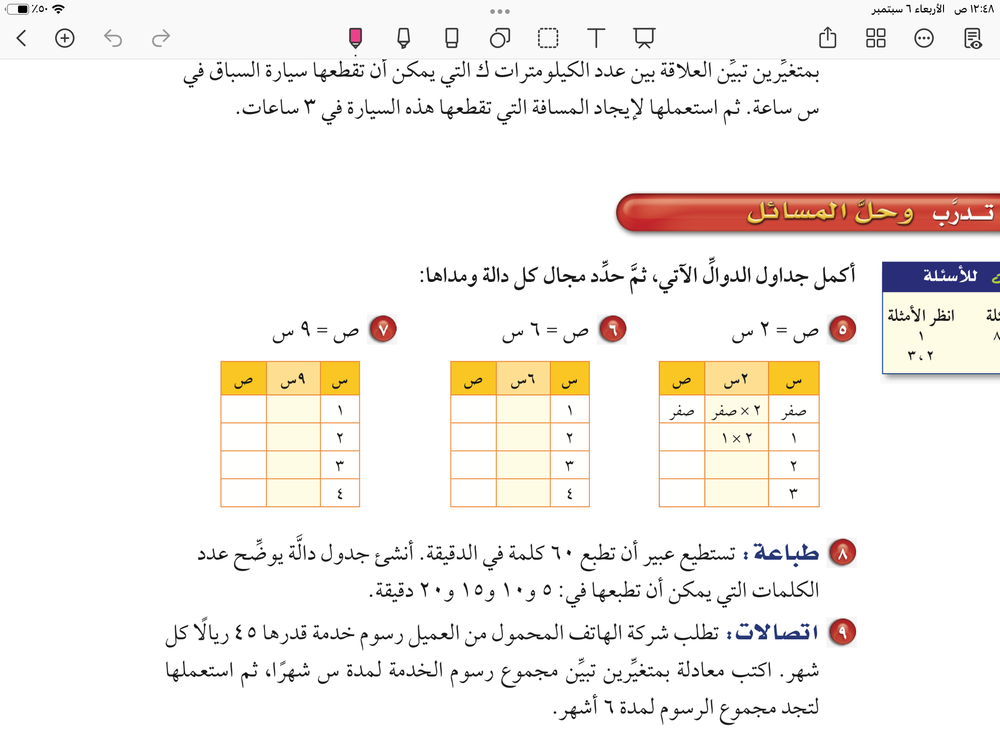 ١٢:٤٨ ص الأربعاء ٦ سبتمبر
٪٥٠
بمتغيِّرين تبيِّن العلاقة بين عدد الكيلومترات ك التي يمكن أن تقطعها سيارة السباق في
س ساعة. ثم استعملها لإيجاد المسافة التي تقطعها هذه السيارة في ٣ ساعات.
تـدرَّب وحلَّ المسائل
للأسئلة
انظر الأمثلة
٨ ١
٢ ، ٣
أكمل جداول الدوالِّ الآتي، ثمَّ حدِّد مجال كل دالة ومداها:
٥ ص = ٢ س
٦ ص = ٦ س
٧ ص = ٩ س
س ٢س ص
صفر ٢ × صفر صفر
١ ٢ × ١
٢
٣
س ٦س ص
١
٢
٣
٤
س ٩س ص
١
٢
٣
٤
٨ طباعة: تستطيع عبير أن تطبع ٦٠ كلمة في الدقيقة. أنشئ جدول دالَّة يوضِّح عدد
الكلمات التي يمكن أن تطبعها في: ٥ و١٠ و١٥ و٢٠ دقيقة.
٩ اتصالات: تطلب شركة الهاتف المحمول من العميل رسوم خدمة قدرها ٤٥ ريالًا كل
شهر. اكتب معادلة بمتغيِّرين تبيِّن مجموع رسوم الخدمة لمدة س شهرًا، ثم استعملها
لتجد مجموع الرسوم لمدة ٦ أشهر.